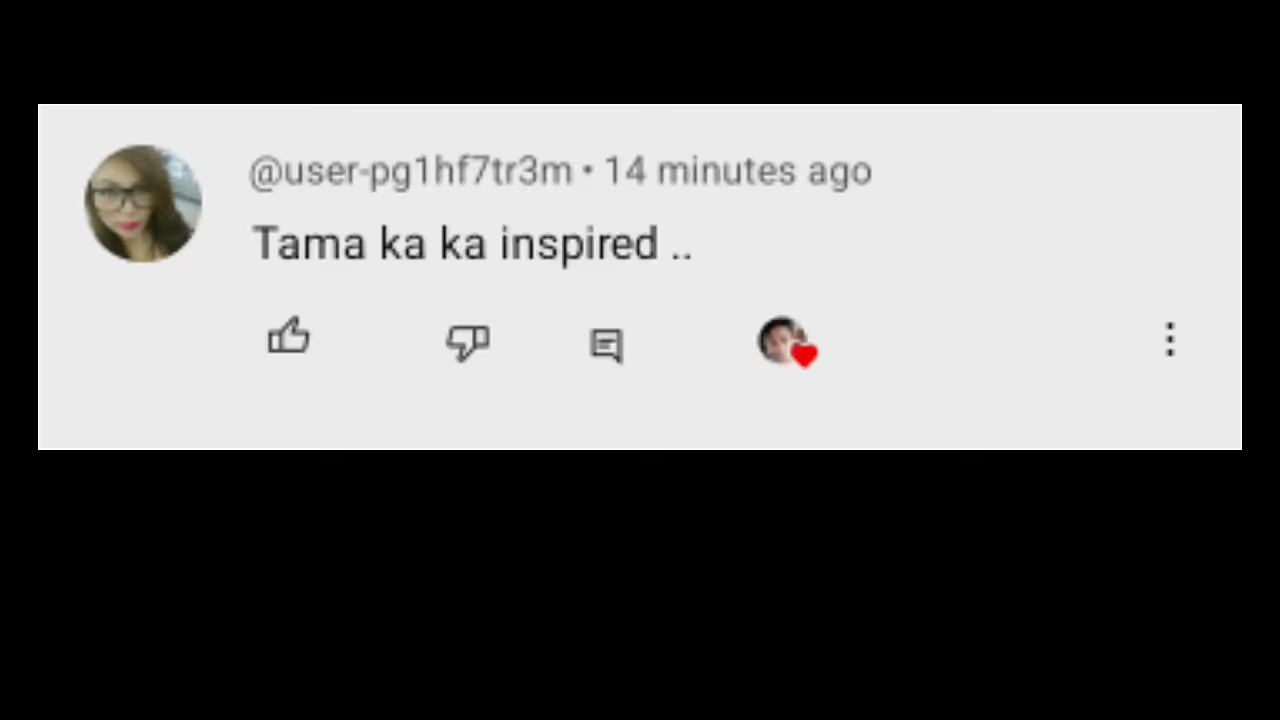 @user-pg1hf7tr3m • 14 minutes ago
Tama ka ka inspired ..